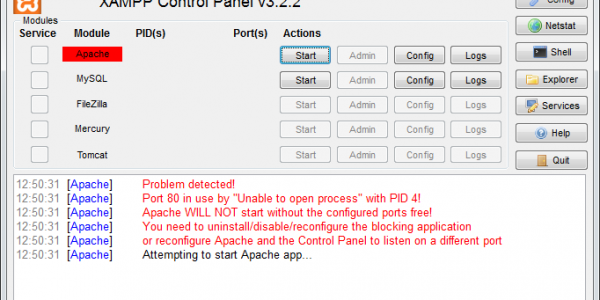 XAMPP Control Panel v3.2.2
Config
Modules
Service Module PID(s) Port(s) Actions
Netstat
Apache Start Admin Config Logs
Shell
MySQL Start Admin Config Logs
Explorer
FileZilla Start Admin Config Logs
Services
Mercury Start Admin Config Logs
Help
Tomcat Start Admin Config Logs
Quit
12:50:31 [Apache] Problem detected!
12:50:31 [Apache] Port 80 in use by "Unable to open process" with PID 4!
12:50:31 [Apache] Apache WILL NOT start without the configured ports free!
12:50:31 [Apache] You need to uninstall/disable/reconfigure the blocking application
12:50:31 [Apache] or reconfigure Apache and the Control Panel to listen on a different port
12:50:31 [Apache] Attempting to start Apache app...